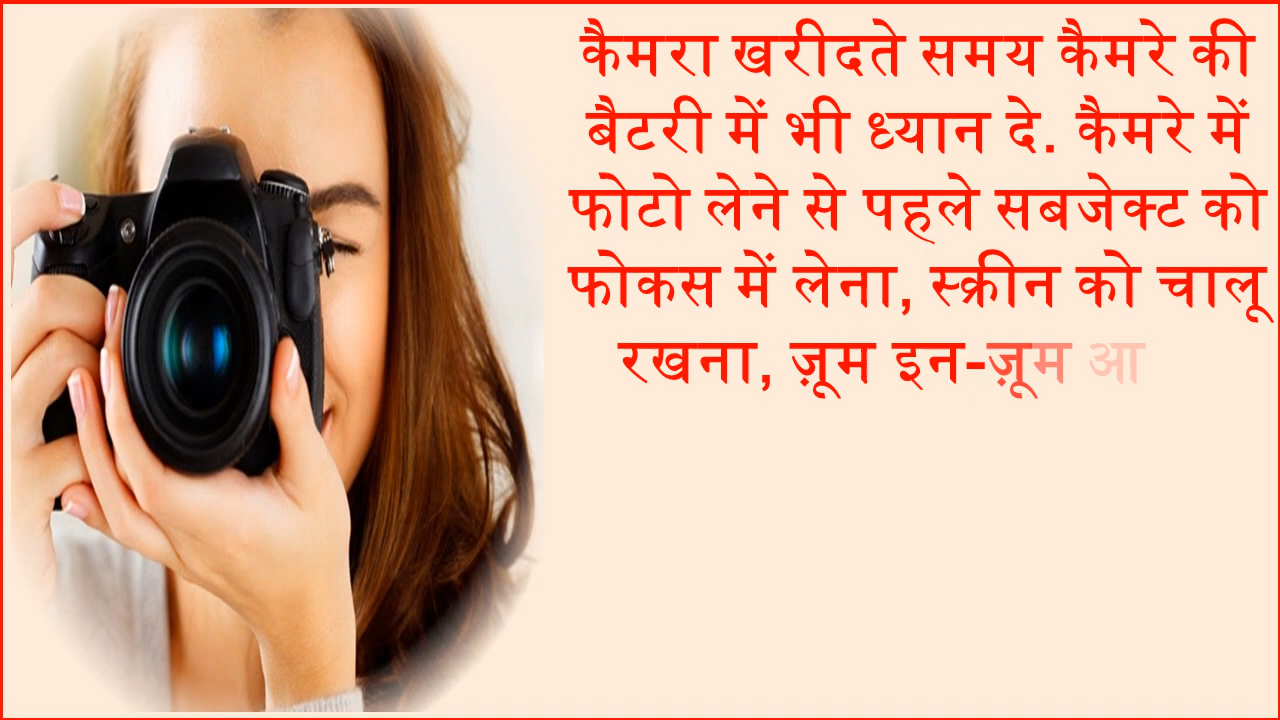 कैमरा खरीदते समय कैमरे की
बैटरी में भी ध्यान दे. कैमरे में
फोटो लेने से पहले सबजेक्ट को
फोकस में लेना, स्क्रीन को चालू
रखना, ज़ूम इन-ज़ूम आ